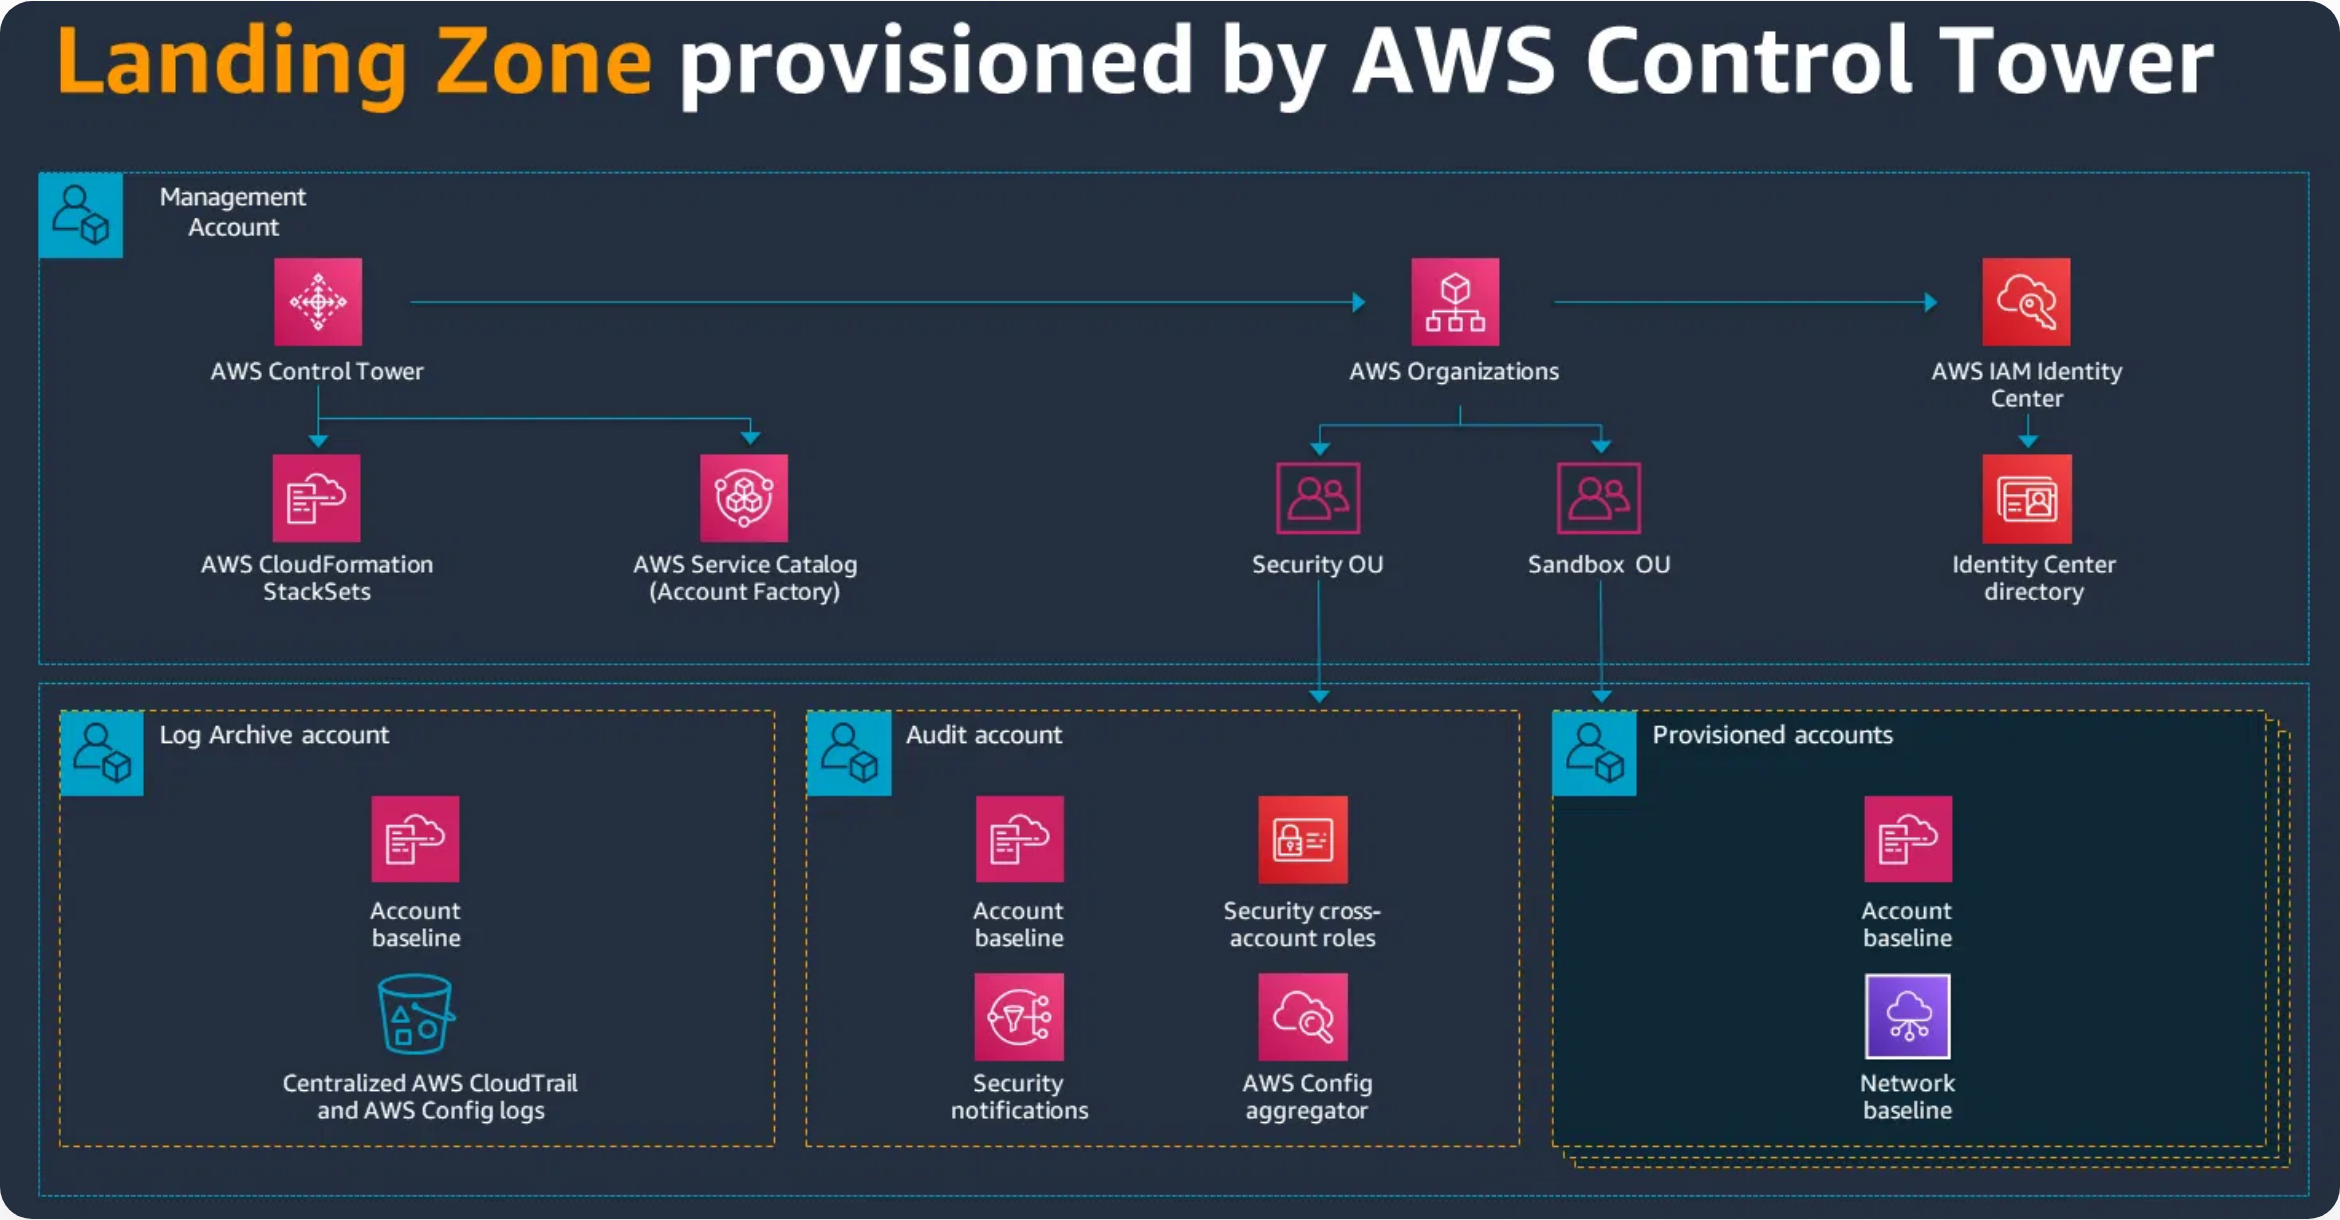 Landing Zone provisioned by AWS Control Tower
Management
Account
AWS Control Tower
AWS Organizations
AWS IAM Identity
Center
AWS CloudFormation
StackSets
AWS Service Catalog
(Account Factory)
Security OU
Sandbox OU
Identity Center
directory
Log Archive account
Account
baseline
Centralized AWS CloudTrail
and AWS Config logs
Audit account
Account
baseline
Security cross-
account roles
Security
notifications
AWS Config
aggregator
Provisioned accounts
Account
baseline
Network
baseline